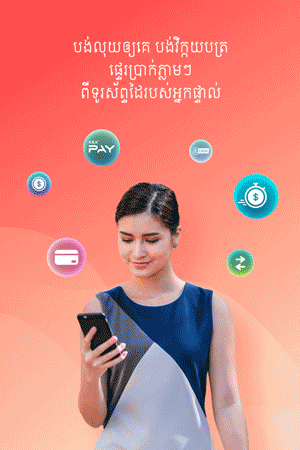 បង់លុយឲ្យគេ បង់វិក្កយបត្រ
ផ្ទេរប្រាក់ភ្លាមៗ
ពីទូរស័ព្ទដៃរបស់អ្នកផ្ទាល់
ABA
PAY